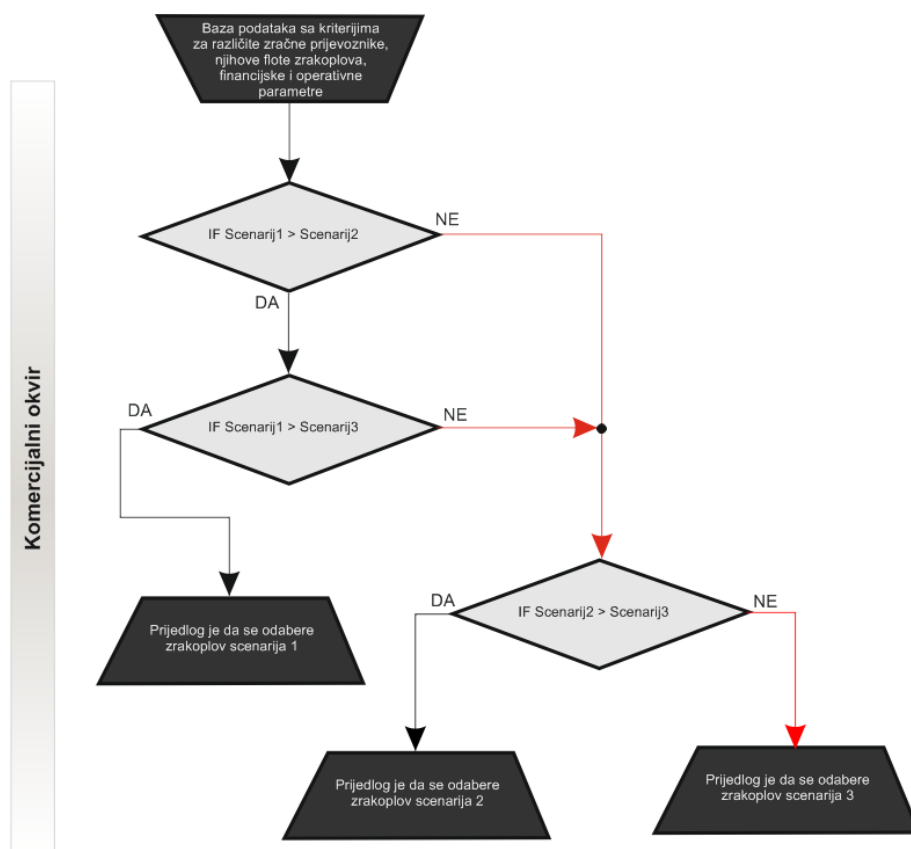 Baza podataka sa kriterijima
za različite zračne prijevoznike,
njihove flote zrakoplova,
financijske i operativne
parametre
IF Scenarij1 > Scenarij2
NE
DA
IF Scenarij1 > Scenarij3
DA
NE
Komercijalni okvir
IF Scenarij2 > Scenarij3
DA
NE
Prijedlog je da se odabere
zrakoplov scenarija 1
Prijedlog je da se odabere
zrakoplov scenarija 2
Prijedlog je da se odabere
zrakoplov scenarija 3